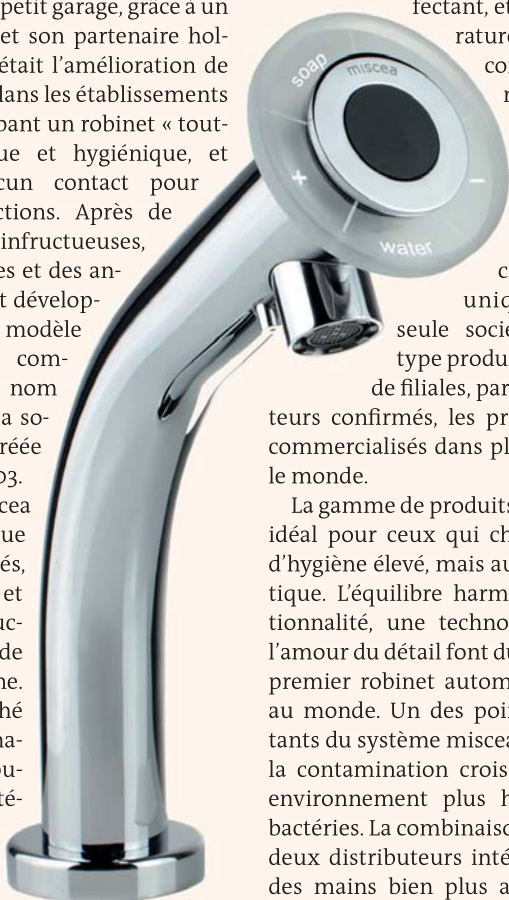 petit garage, grâce à un
et son partenaire hol-
était l’amélioration de
dans les établissements
pant un robinet « tout-
ue et hygiénique, et
cun contact pour
ctions. Après de
infructueuses,
es et des an-
t dévelop-
modèle
com-
nom
a so-
réée
03.
cea
ue
és,
et
uc-
de
ne.
hé
na-
ou-
té-
soap
miscea
+
-
water
fectant, et
rature
co
c
uniq
seule socié
type produ
de filiales, par
teurs confirmés, les pr
commercialisés dans pl
le monde.
La gamme de produits
idéal pour ceux qui ch
d’hygiène élevé, mais au
tique. L’équilibre harm
tionnalité, une techno
l’amour du détail font du
premier robinet autom
au monde. Un des poi
tants du système miscea
la contamination crois
environnement plus h
bactéries. La combinaiso
deux distributeurs inté
des mains bien plus a